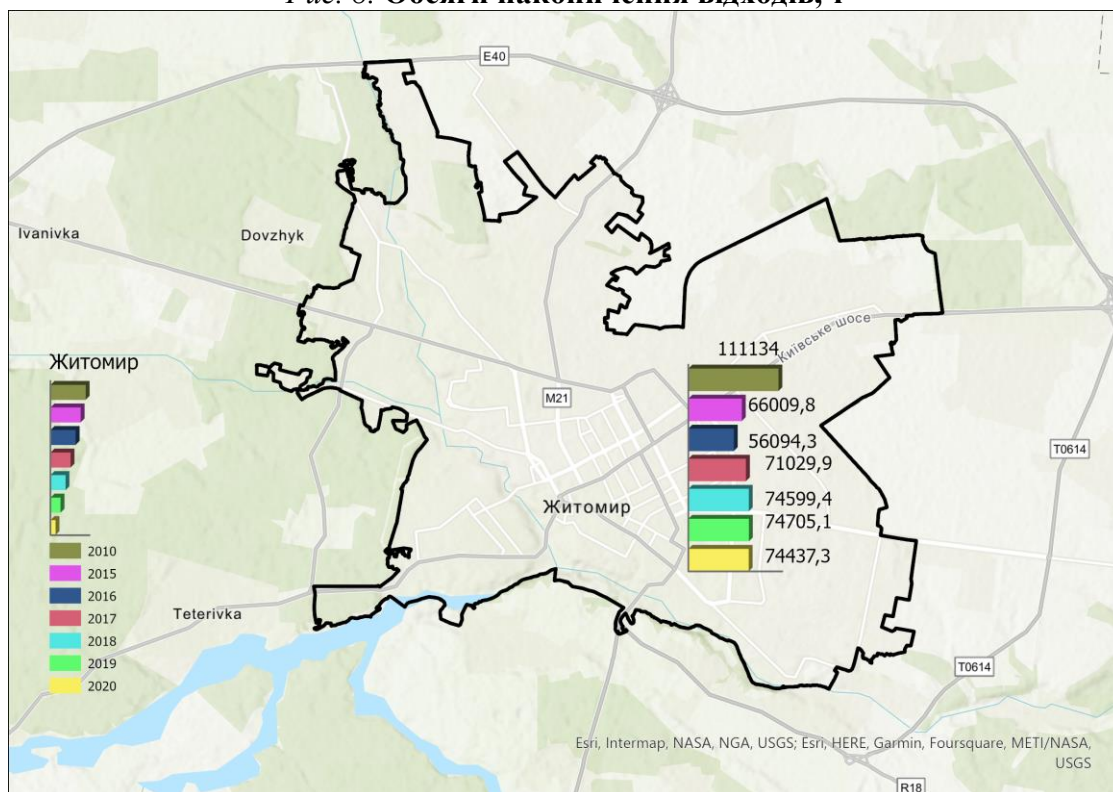 Рис. Обсяги накопичення відходів, т
E40
Ivanivka
Dovzhyk
Київське шосе
111134
Житомир
66009,8
M21
56094,3
T0614
71029,9
74599,4
Житомир
74705,1
74437,3
2010
2015
2016
2017
2018
2019
2020
Teterivka
T0614
Esri, Intermap, NASA, NGA, USGS; Esri, HERE, Garmin, Foursquare, METI/NASA,
USGS
R18